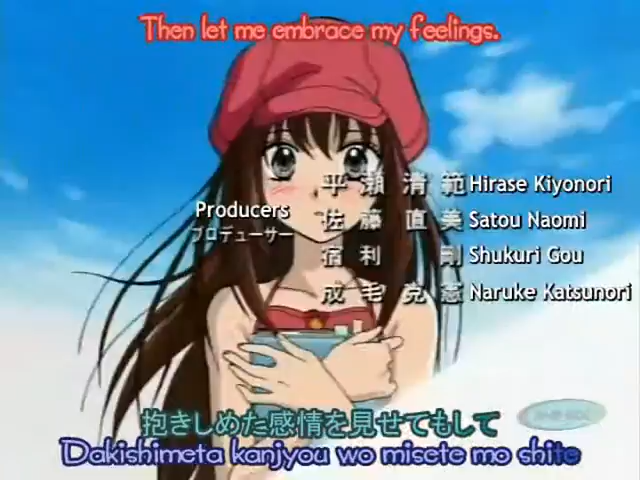 Then let me embrace my feelings.
平瀬清範 Hirase Kiyonori
Producers
佐藤直美 Satou Naomi
プロデューサー
宿利剛 Shukuri Gou
成毛克憲 Naruke Katsunori
抱きしめた感情を見せてもして
Dakishimeta kanjyou wo misete mo shite